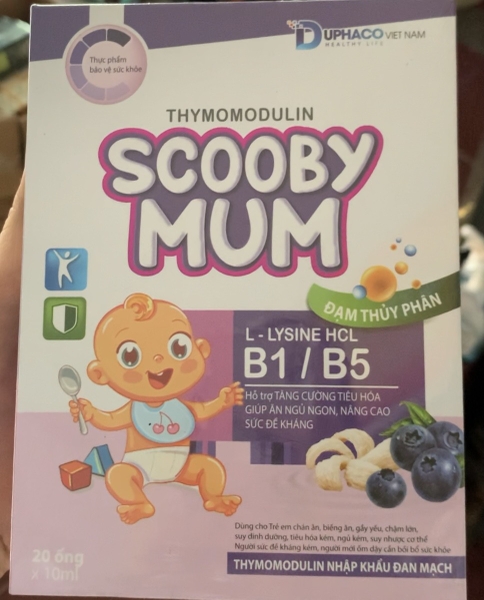 Thực phẩm
bảo vệ sức khỏe
DUPHACO VIET NAM
HEALTHY LIFE
THYMOMODULIN
SCOOBY
MUM
ĐẠM THỦY PHÂN
L - LYSINE HCL
B1 / B5
Hỗ trợ TĂNG CƯỜNG TIÊU HÓA
GIÚP ĂN NGỦ NGON, NÂNG CAO
SỨC ĐỀ KHÁNG
Dùng cho Trẻ em chán ăn, biếng ăn, gầy yếu, chậm lớn,
suy dinh dưỡng, tiêu hóa kém, ngủ kém, suy nhược cơ thể
Người sức đề kháng kém, người mới ốm dậy cần bồi bổ sức khỏe
20 ống
x 10ml
THYMOMODULIN NHẬP KHẨU ĐAN MẠCH